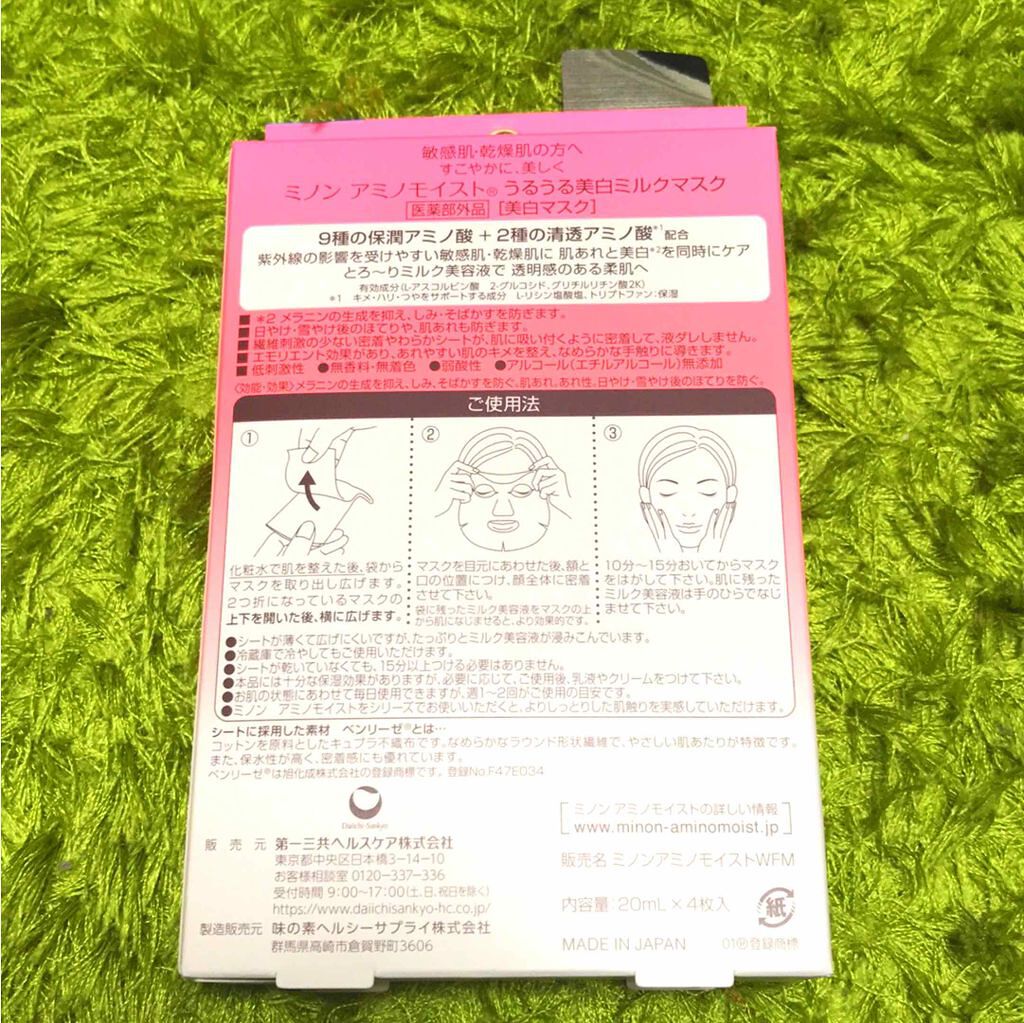 敏感肌・乾燥肌の方へ
すこやかに、美しく
ミノン アミノモイスト® うるうる美白ミルクマスク
医薬部外品 [美白マスク]
9種の保潤アミノ酸 + 2種の清透アミノ酸*1配合
紫外線の影響を受けやすい敏感肌・乾燥肌に 肌あれと美白*2を同時にケア
とろ〜りミルク美容液で 透明感のある柔肌へ
有効成分(L-アスコルビン酸 2-グルコシド、グリチルリチン酸2K)
*1 キメ・ハリ・つやをサポートする成分 L-リシン塩酸塩、トリプトファン:保湿
■ *2 メラニンの生成を抑え、しみ・そばかすを防ぎます。
■ 日やけ・雪やけ後のほてりや、肌あれも防ぎます。
■ 繊維刺激の少ない密着やわらかシートが、肌に吸い付くように密着して、液ダレしません。
■ エモリエント効果があり、あれやすい肌のキメを整え、なめらかな手触りに導きます。
■ 低刺激性 ●無香料・無着色 ●弱酸性 ●アルコール(エチルアルコール)無添加
〈効能・効果〉メラニンの生成を抑え、しみ、そばかすを防ぐ。肌あれ、あれ性。日やけ・雪やけ後のほてりを防ぐ。
ご使用法
①
化粧水で肌を整えた後、袋から
マスクを取り出し広げます。
2つ折になっているマスクの
上下を開いた後、横に広げます。
②
マスクを目元にあわせた後、額と
口の位置につけ、顔全体に密着
させて下さい。
袋に残ったミルク美容液をマスクの上
から肌になじませると、より効果的です。
③
10分〜15分おいてからマスク
をはがして下さい。肌に残った
ミルク美容液は手のひらでなじ
ませて下さい。
●シートが薄くて広げにくいですが、たっぷりとミルク美容液が浸みこんでいます。
●冷蔵庫で冷やしてもご使用いただけます。
●シートが乾いていなくても、15分以上つける必要はありません。
●本品には十分な保湿効果がありますが、必要に応じて、ご使用後、乳液やクリームをつけて下さい。
●お肌の状態にあわせて毎日使用できますが、週1〜2回がご使用の目安です。
●ミノン アミノモイストをシリーズでお使いいただくと、よりしっとりした肌触りを実感していただけます。
シートに採用した素材 ベンリーゼ®とは…
コットンを原料としたキュプラ不織布です。なめらかなラウンド形状繊維で、やさしい肌あたりが特徴です。
また、保水性が高く、密着感にも優れています。
ベンリーゼ®は旭化成株式会社の登録商標です。登録No.F47E034
Daiichi-Sankyo
販売元 第一三共ヘルスケア株式会社
東京都中央区日本橋3-14-10
お客様相談室 0120-337-336
受付時間 9:00〜17:00(土、日、祝日を除く)
https://www.daiichisankyo-hc.co.jp/
製造販売元 味の素ヘルシーサプライ株式会社
群馬県高崎市倉賀野町3606
ミノン アミノモイストの詳しい情報
www.minon-aminomoist.jp
販売名 ミノンアミノモイストWFM
内容量:20mL × 4枚入
紙
MADE IN JAPAN
01®登録商標